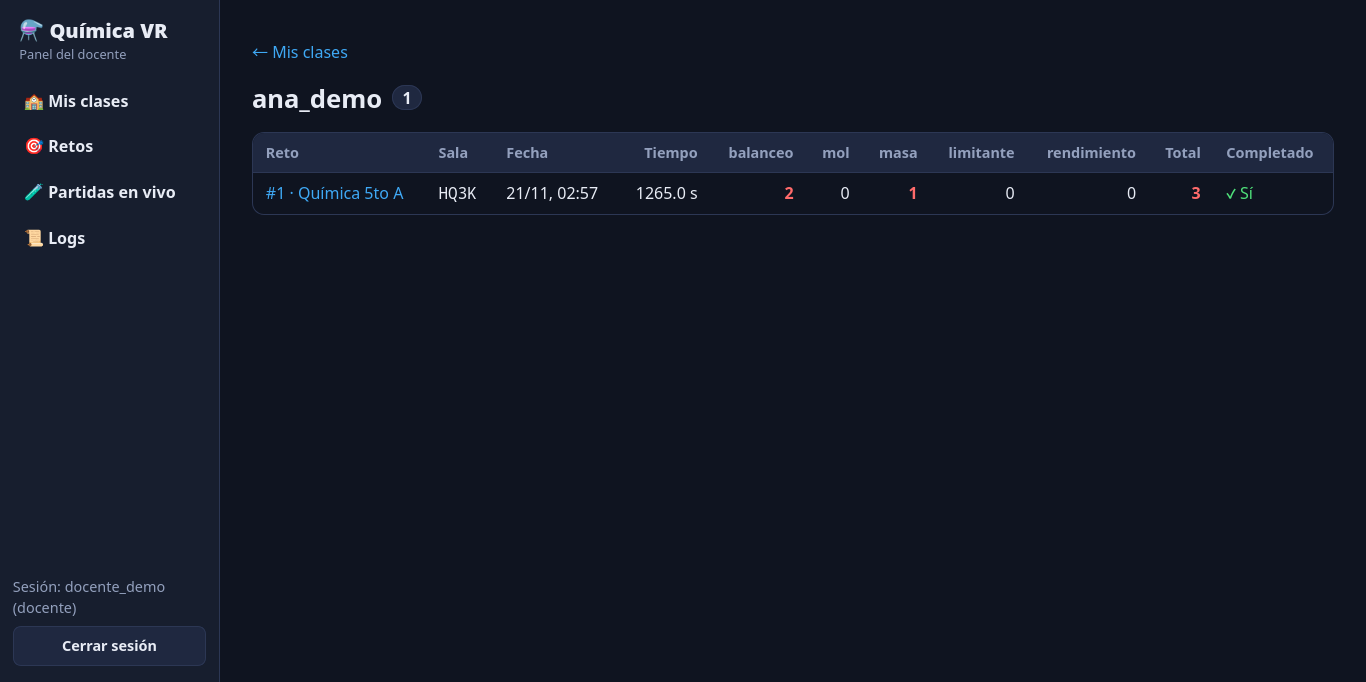 Química VR
Panel del docente
Mis clases
Retos
Partidas en vivo
Logs
Sesión: docente_demo
(docente)
Cerrar sesión
← Mis clases
ana_demo 1
Reto Sala Fecha Tiempo balanceo mol masa limitante rendimiento Total Completado
#1 · Química 5to A HQ3K 21/11, 02:57 1265.0 s 2 0 1 0 0 3 ✓ Sí